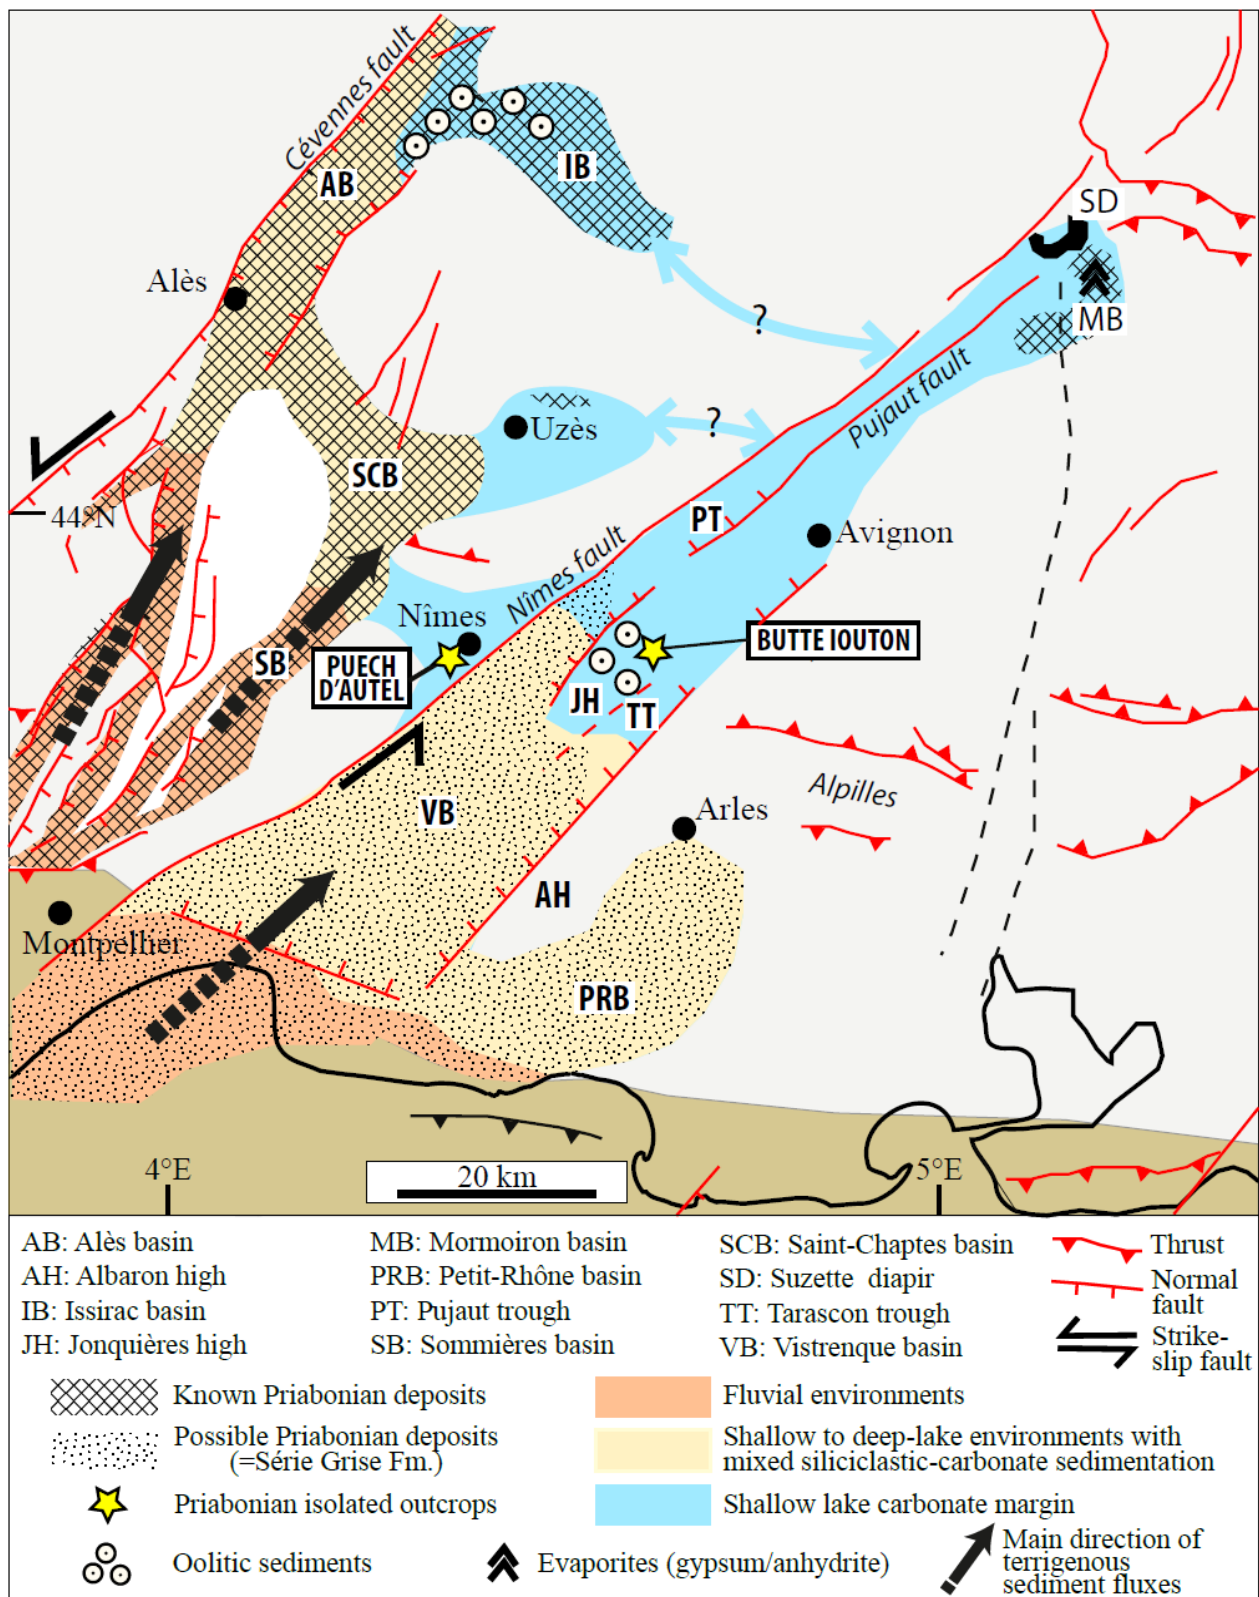 Cévennes fault
AB
IB
SD
MB
Alès
?
Pujaut fault
?
Uzès
SCB
44°N
PT
Avignon
Nîmes fault
Nîmes
SB
PUECH
D'AUTEL
BUTTE IOUTON
JH
TT
VB
Alpilles
Arles
AH
Montpellier
PRB
4°E
20 km
5°E
AB: Alès basin
AH: Albaron high
IB: Issirac basin
JH: Jonquières high
MB: Mormoiron basin
PRB: Petit-Rhône basin
PT: Pujaut trough
SB: Sommières basin
SCB: Saint-Chaptes basin
SD: Suzette diapir
TT: Tarascon trough
VB: Vistrenque basin
Thrust
Normal
fault
Strike-
slip fault
Known Priabonian deposits
Possible Priabonian deposits
(=Série Grise Fm.)
Priabonian isolated outcrops
Oolitic sediments
Evaporites (gypsum/anhydrite)
Fluvial environments
Shallow to deep-lake environments with
mixed siliciclastic-carbonate sedimentation
Shallow lake carbonate margin
Main direction of
terrigenous
sediment fluxes